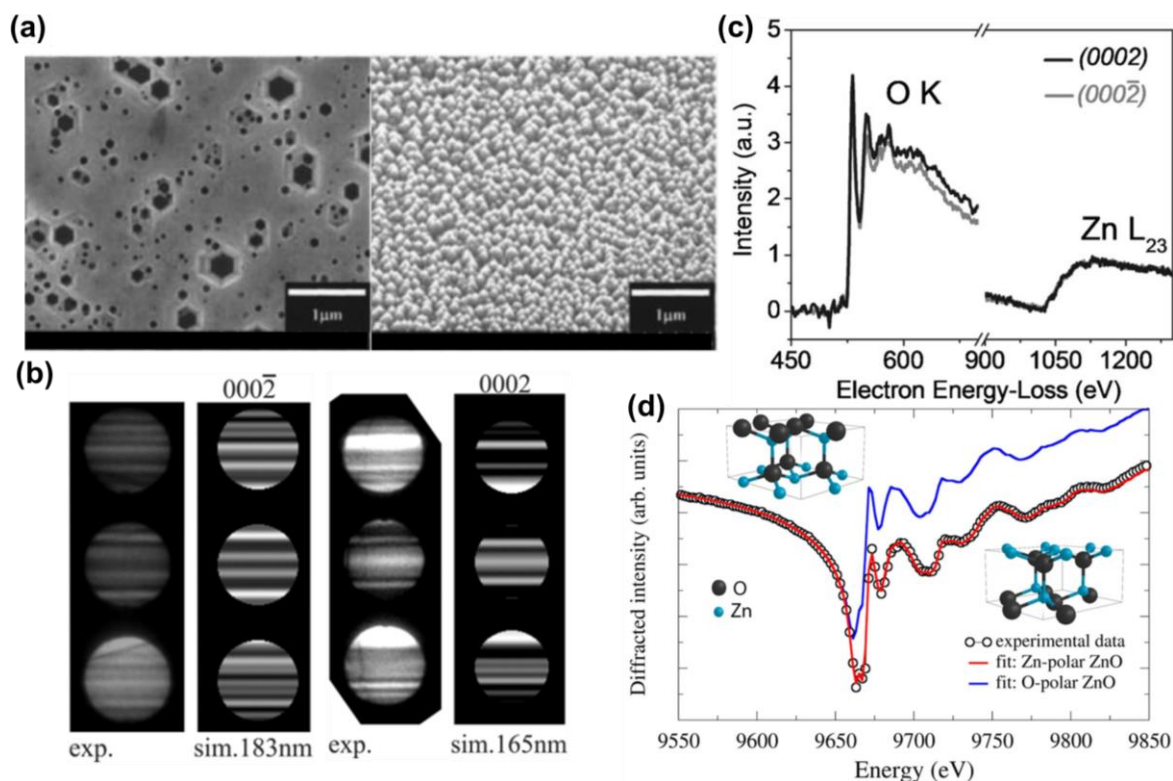 (a)
1μm
1μm
(b)
0002̄
0002
exp.
sim.183nm
exp.
sim.165nm
(c)
Intensity (a.u.)
5
4
3
2
1
0
O K
(0002)
(0002̄)
Zn L23
450
600
900
900
1050
1200
Electron Energy-Loss (eV)
(d)
Diffracted intensity (arb. units)
O
Zn
experimental data
fit: Zn-polar ZnO
fit: O-polar ZnO
9550
9600
9650
9700
9750
9800
9850
Energy (eV)